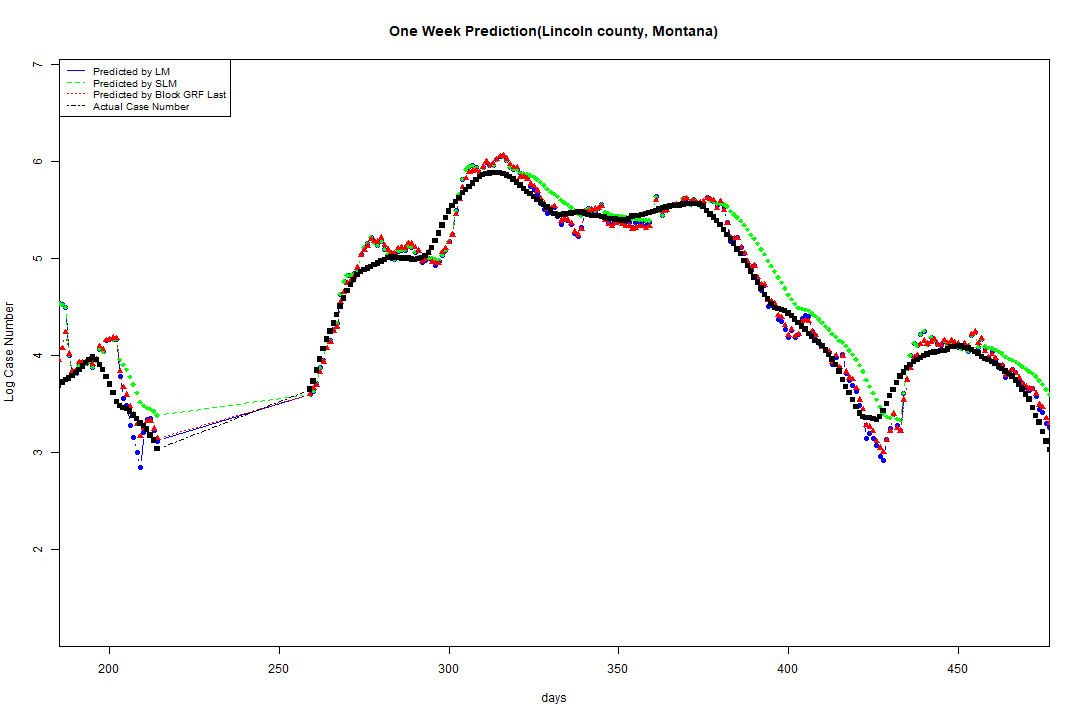 One Week Prediction(Lincoln county, Montana)
Predicted by LM
Predicted by SLM
Predicted by Block GRF Last
Actual Case Number
7
6
5
4
3
2
Log Case Number
200 250 300 350 400 450
days